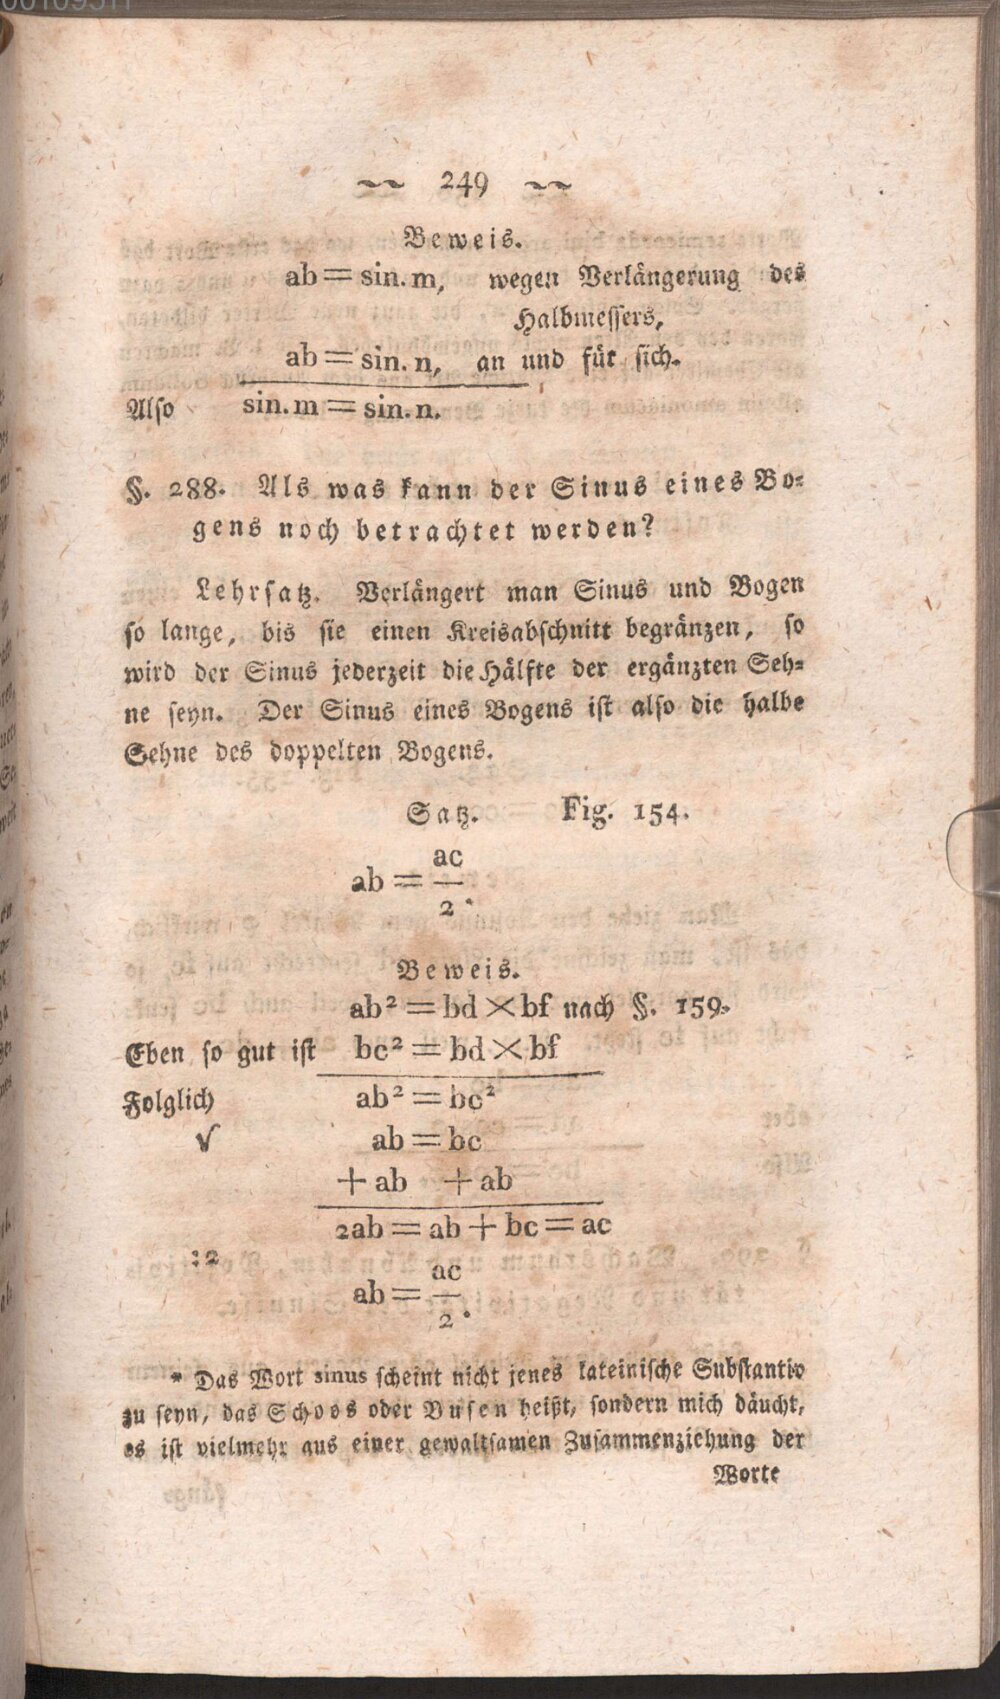 00109311
249
Beweis.
ab = sin. m, wegen Verlängerung des
Halbmessers,
ab = sin. n, an und für sich.
Also sin. m = sin. n.
§. 288. Als was kann der Sinus eines Bo-
gens noch betrachtet werden?
Lehrsatz. Verlängert man Sinus und Bogen
so lange, bis sie einen Kreisabschnitt begränzen, so
wird der Sinus jederzeit die Hälfte der ergänzten Seh-
ne seyn. Der Sinus eines Bogens ist also die halbe
Sehne des doppelten Bogens.
Satz. Fig. 154.
ab = ac/2.
Beweis.
ab² = bd × bf nach §. 159.
Eben so gut ist bc² = bd × bf
Folglich ab² = bc²
√ ab = bc
+ ab + ab
2ab = ab + bc = ac
:2 ab = ac/2.
* Das Wort sinus scheint nicht jenes lateinische Substantiv
zu seyn, das Schoos oder Busen heißt, sondern mich däucht,
es ist vielmehr aus einer gewaltsamen Zusammenziehung der
Worte